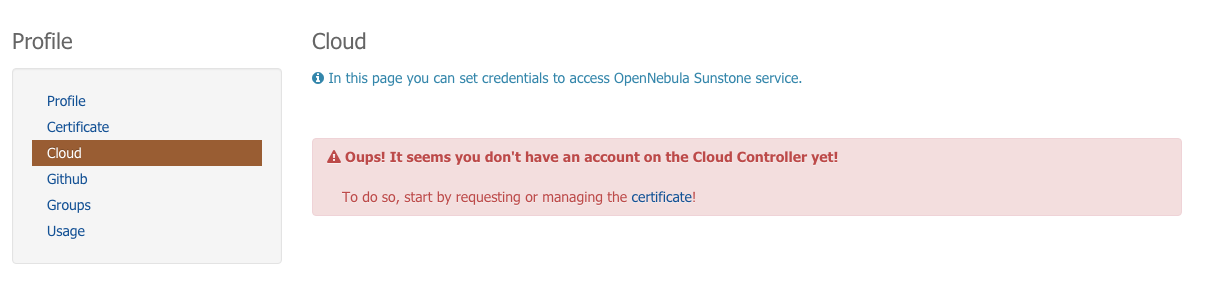 Profile
Profile
Certificate
Cloud
Github
Groups
Usage
Cloud
In this page you can set credentials to access OpenNebula Sunstone service.
Oups! It seems you don't have an account on the Cloud Controller yet!
To do so, start by requesting or managing the certificate!